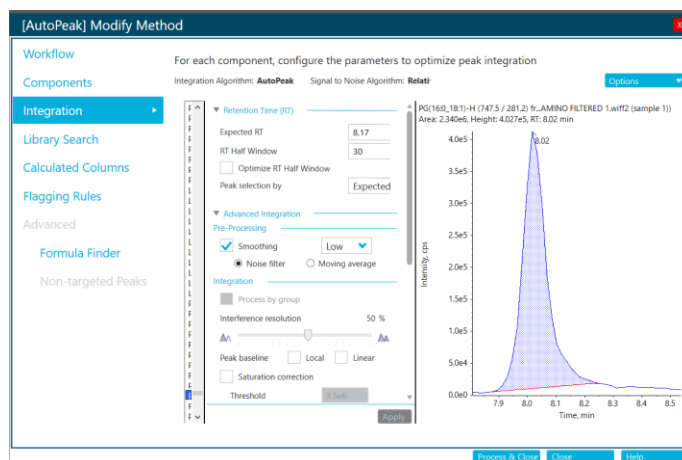 [AutoPeak] Modify Method
X
Workflow
Components
Integration
Library Search
Calculated Columns
Flagging Rules
Advanced
Formula Finder
Non-targeted Peaks
For each component, configure the parameters to optimize peak integration
Integration Algorithm: AutoPeak Signal to Noise Algorithm: Relati
Options
Retention Time (RT)
Expected RT 8.17
RT Half Window 30
Optimize RT Half Window
Peak selection by Expected
Advanced Integration
Pre-Processing
Smoothing Low
Noise filter Moving average
Integration
Process by group
Interference resolution 50 %
Peak baseline Local Linear
Saturation correction
Threshold 3.5e6
Apply
PG(16:0_18:1)-H (747.5 / 281.2) fr...AMINO FILTERED 1.wiff2 (sample 1))
Area: 2.340e6, Height: 4.027e5, RT: 8.02 min
8.02
Intensity, cps
4.0e5
3.5e5
3.0e5
2.5e5
2.0e5
1.5e5
1.0e5
5.0e4
0.0e0
7.9 8.0 8.1 8.2 8.3 8.4 8.5
Time, min
Process & Close Close Help